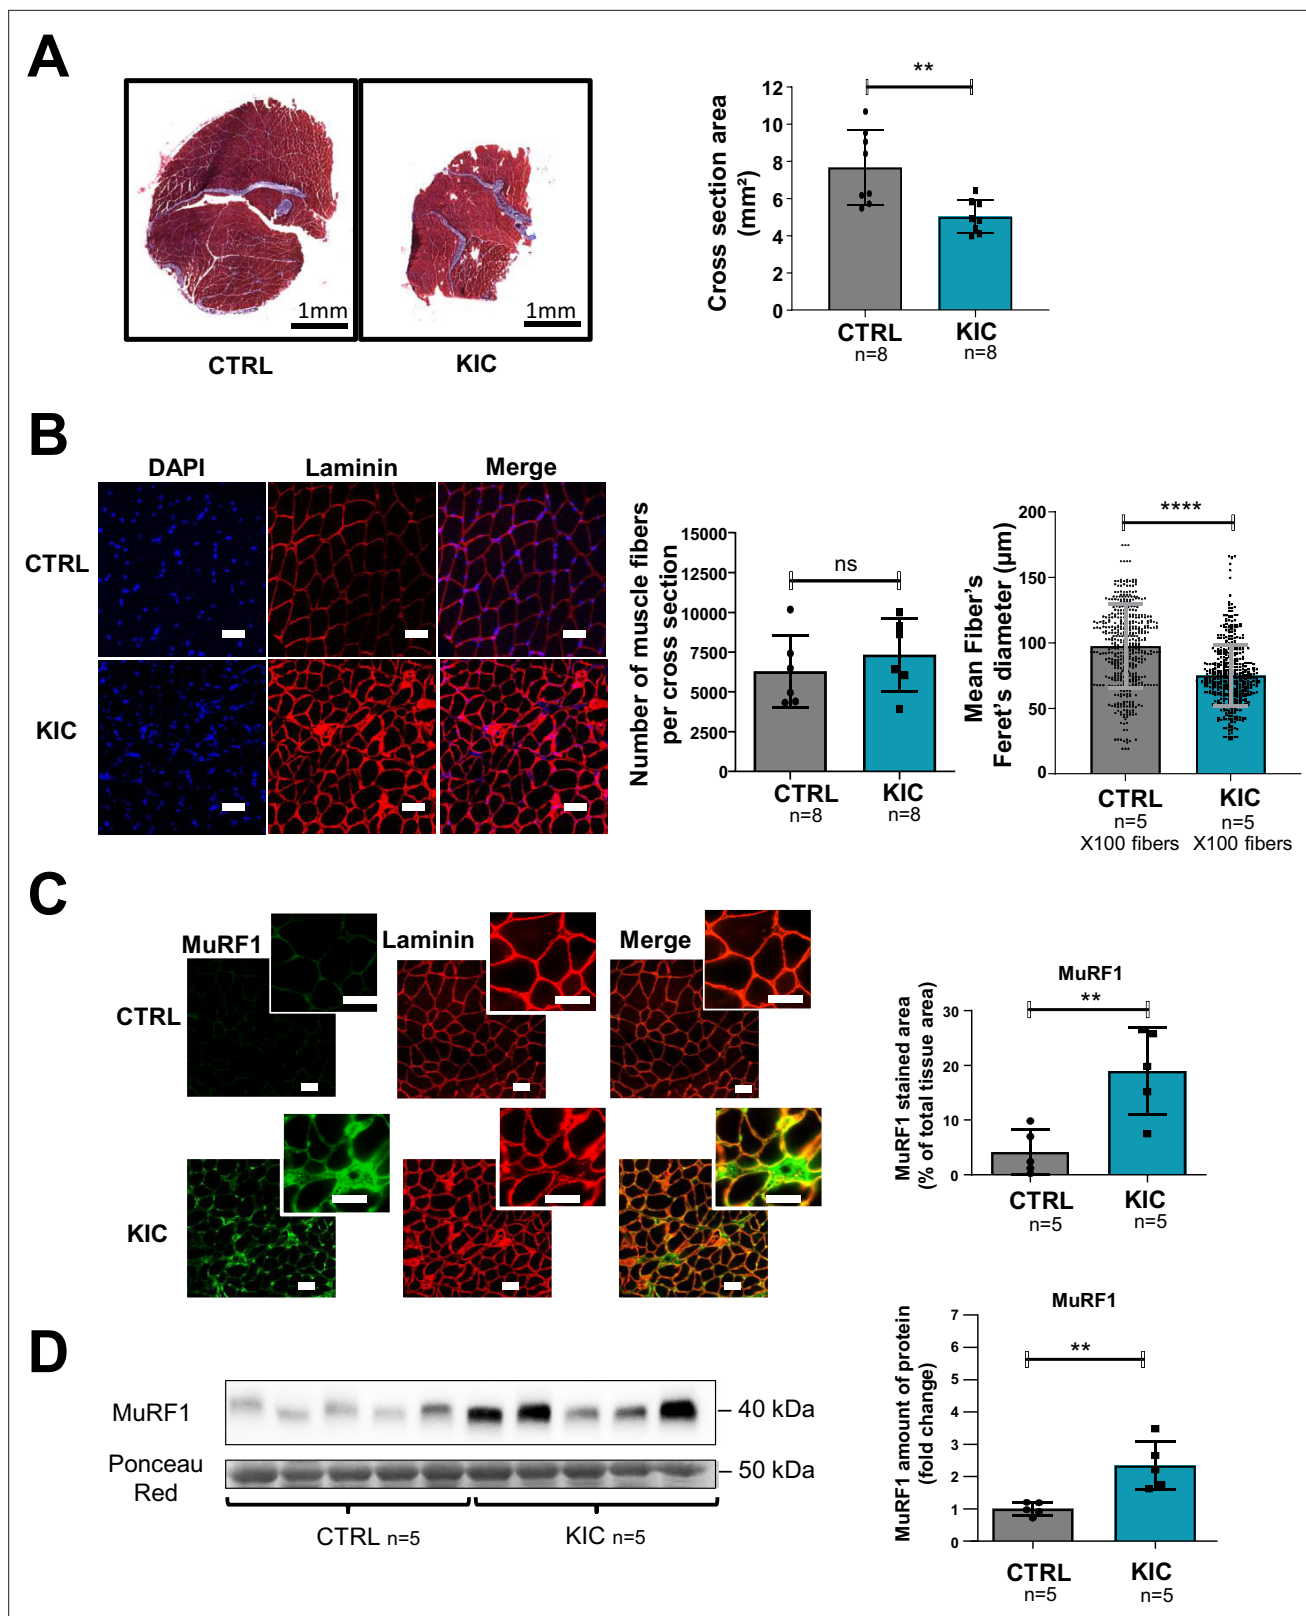 A
1mm
1mm
CTRL
KIC
Cross section area
(mm²)
12
10
8
6
4
2
0
**
CTRL
n=8
KIC
n=8
B
DAPI
Laminin
Merge
CTRL
KIC
Number of muscle fibers
per cross section
15000
12500
10000
7500
5000
2500
0
ns
CTRL
n=8
KIC
n=8
Mean Fiber's
Feret's diameter (µm)
200
150
100
50
0
****
CTRL
n=5
X100 fibers
KIC
n=5
X100 fibers
C
MuRF1
Laminin
Merge
CTRL
KIC
MuRF1
MuRF1 stained area
(% of total tissue area)
30
20
10
0
**
CTRL
n=5
KIC
n=5
D
MuRF1
40 kDa
Ponceau
Red
50 kDa
CTRL n=5
KIC n=5
MuRF1
MuRF1 amount of protein
(fold change)
7
6
5
4
3
2
1
0
**
CTRL
n=5
KIC
n=5